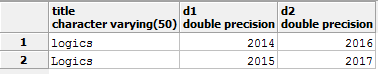 title d1 d2
character varying(50) double precision double precision
1 logics 2014 2016
2 Logics 2015 2017